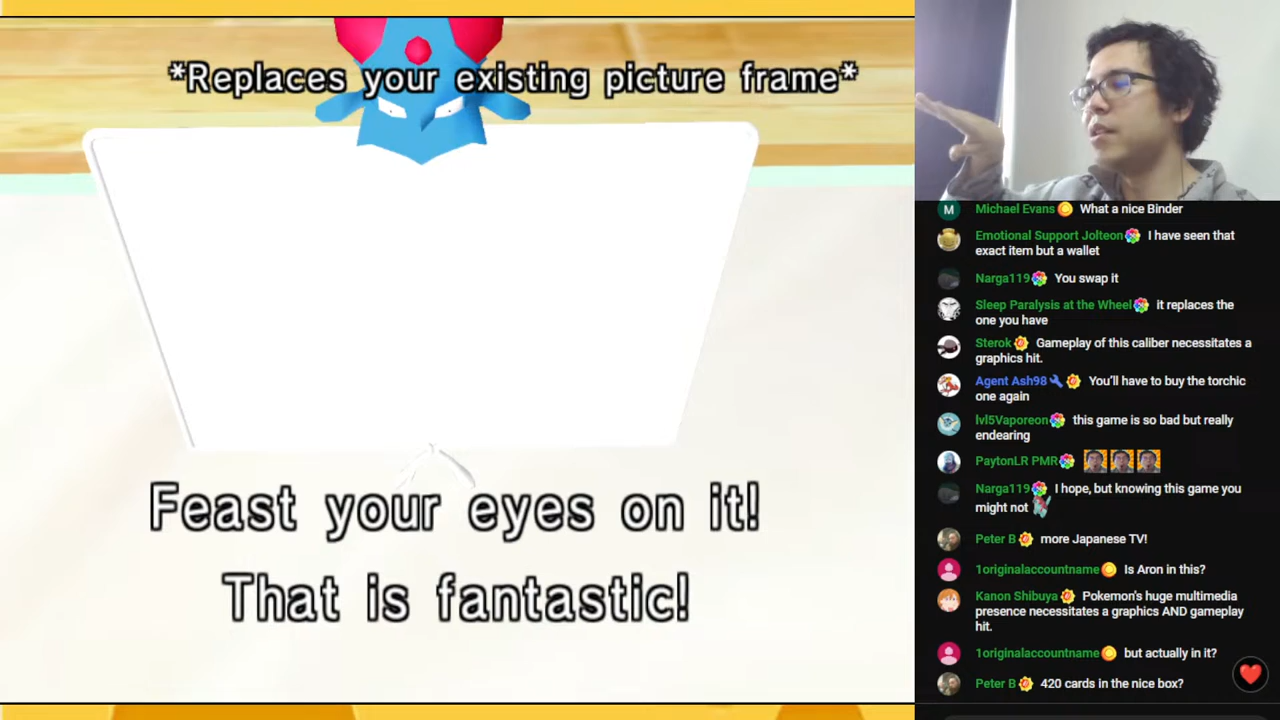 *Replaces your existing picture frame*
Feast your eyes on it!
That is fantastic!
M
Michael Evans What a nice Binder
Emotional Support Jolteon I have seen that
exact item but a wallet
Narga119 You swap it
Sleep Paralysis at the Wheel it replaces the
one you have
Sterok Gameplay of this caliber necessitates a
graphics hit.
Agent Ash98 You'll have to buy the torchic
one again
lvl5Vaporeon this game is so bad but really
endearing
PaytonLR PMR
Narga119 I hope, but knowing this game you
might not
Peter B more Japanese TV!
1originalaccountname Is Aron in this?
Kanon Shibuya Pokemon's huge multimedia
presence necessitates a graphics AND gameplay
hit.
1originalaccountname but actually in it?
Peter B 420 cards in the nice box?